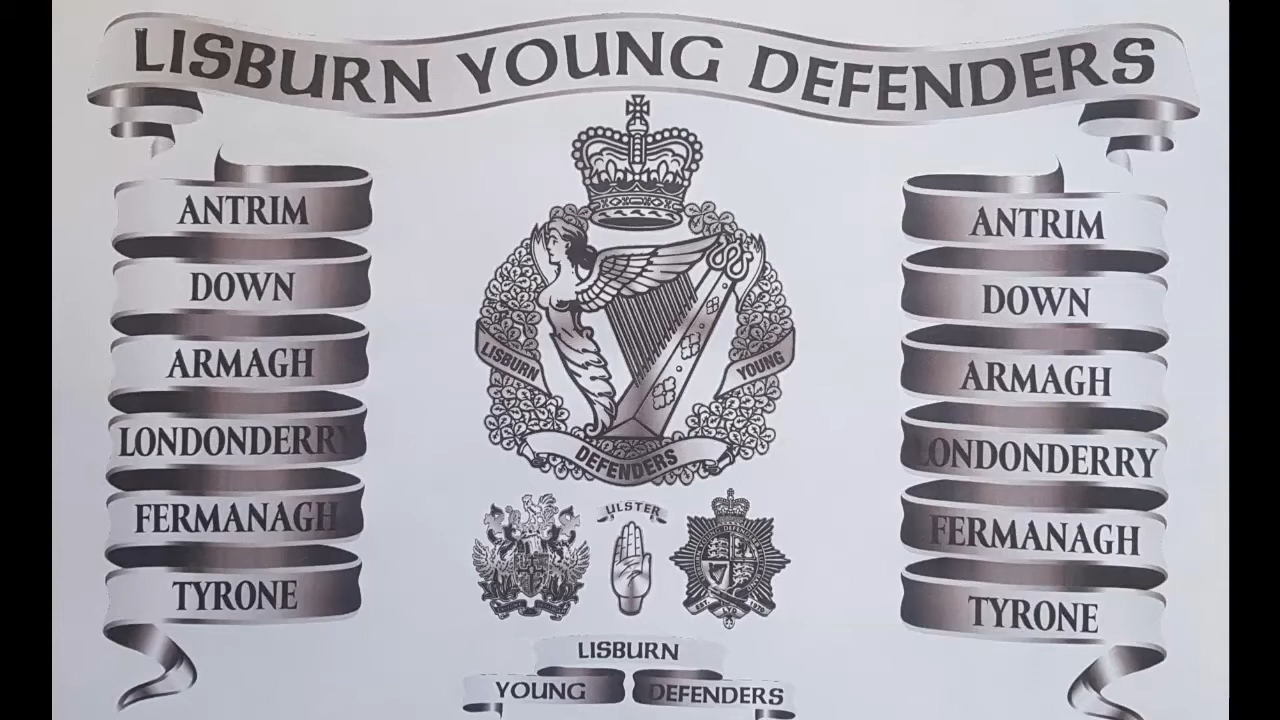 LISBURN YOUNG DEFENDERS
ANTRIM
DOWN
ARMAGH
LONDONDERRY
FERMANAGH
TYRONE
LISBURN
YOUNG
DEFENDERS
ULSTER
LISBURN
YOUNG DEFENDERS
ANTRIM
DOWN
ARMAGH
LONDONDERRY
FERMANAGH
TYRONE